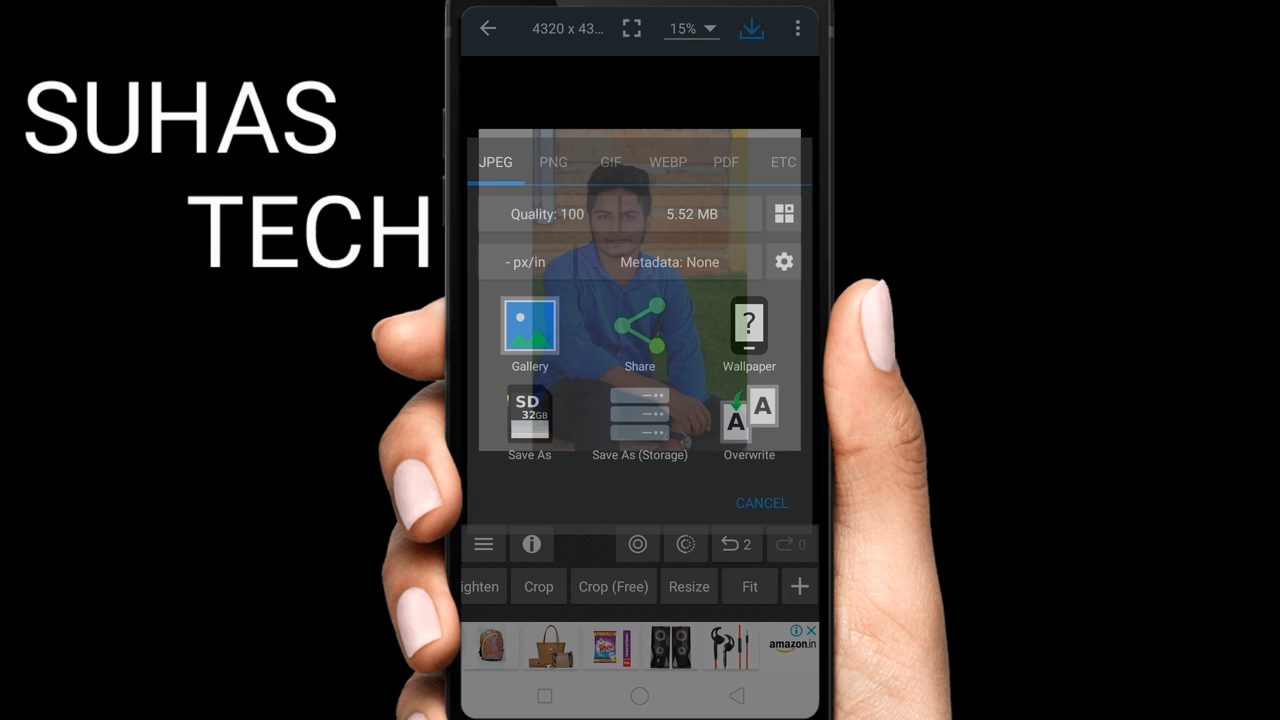 SUHAS
TECH
4320 x 43... 15%
JPEG PNG GIF WEBP PDF ETC
Quality: 100 5.52 MB
- px/in Metadata: None
?
Gallery Share Wallpaper
SD
32GB
A A
Save As Save As (Storage) Overwrite
CANCEL
i 2 0
ighten Crop Crop (Free) Resize Fit +
amazon.in